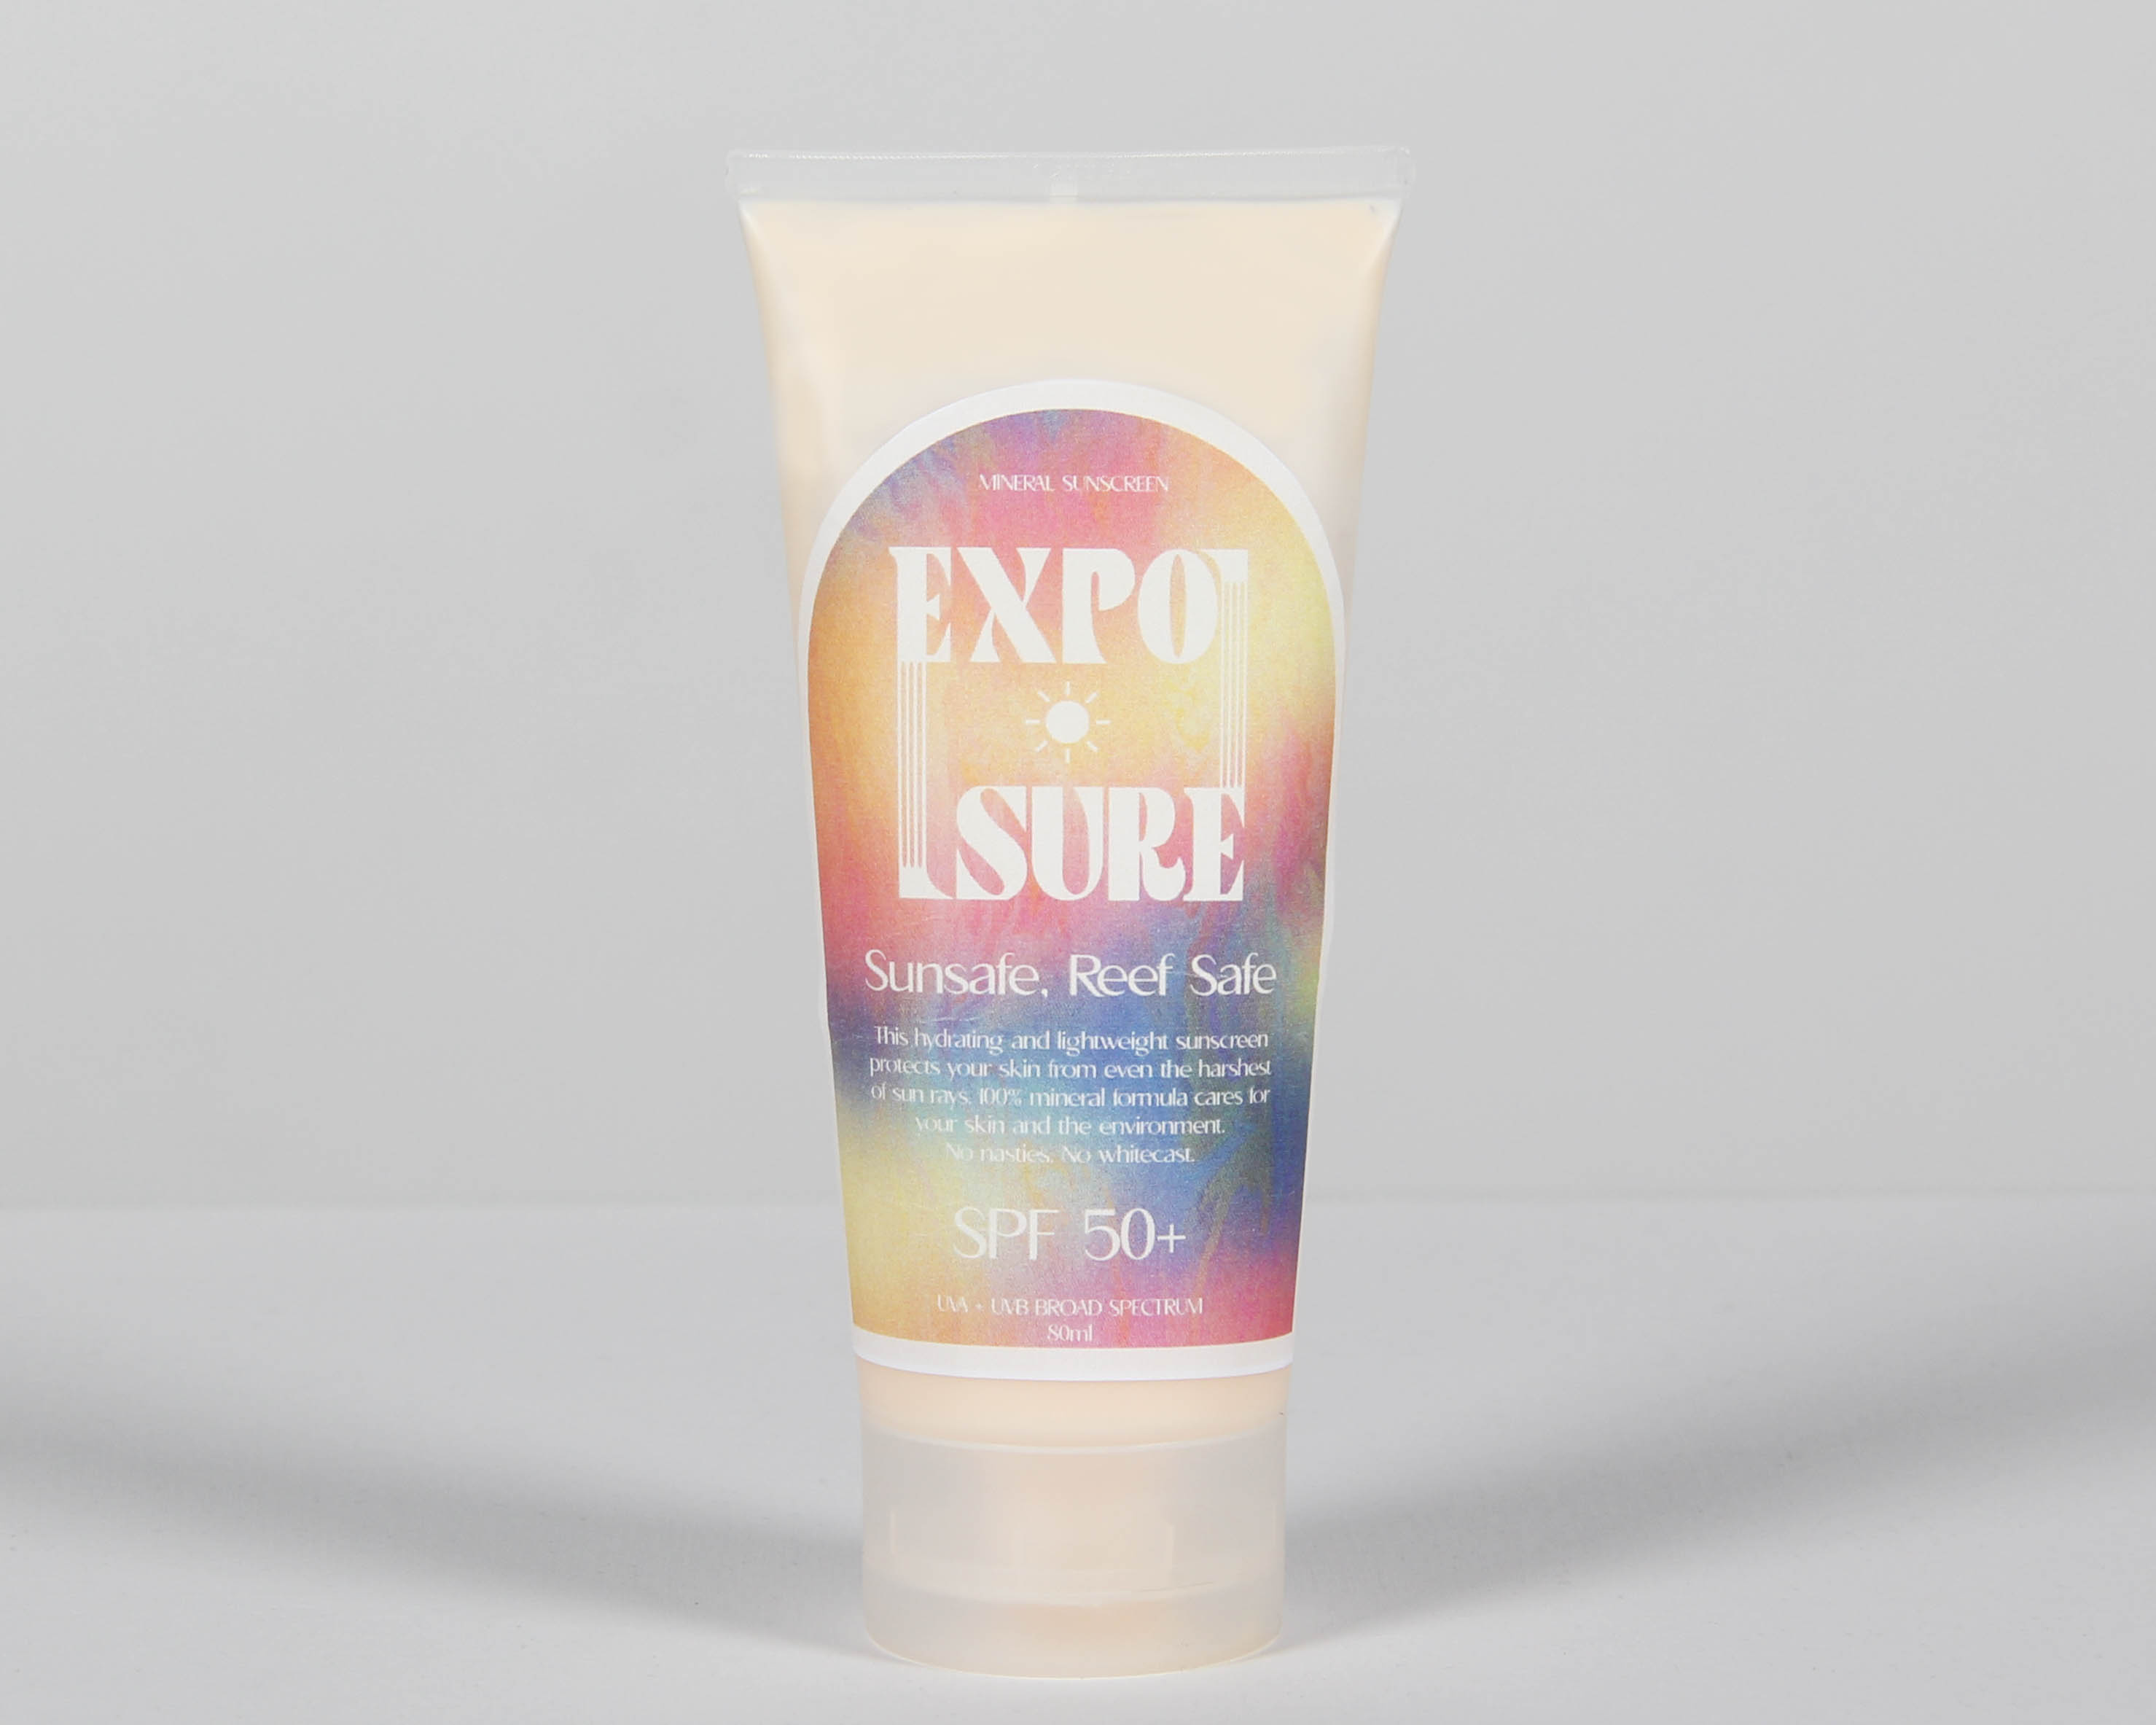 MINERAL SUNSCREEN
EXPO
SURE
Sunsafe, Reef Safe
This hydrating and lightweight sunscreen
protects your skin from even the harshest
of sun rays. 100% mineral formula cares for
your skin and the environment.
No nasties. No whitecast.
SPF 50+
UVA + UVB BROAD SPECTRUM
80ml